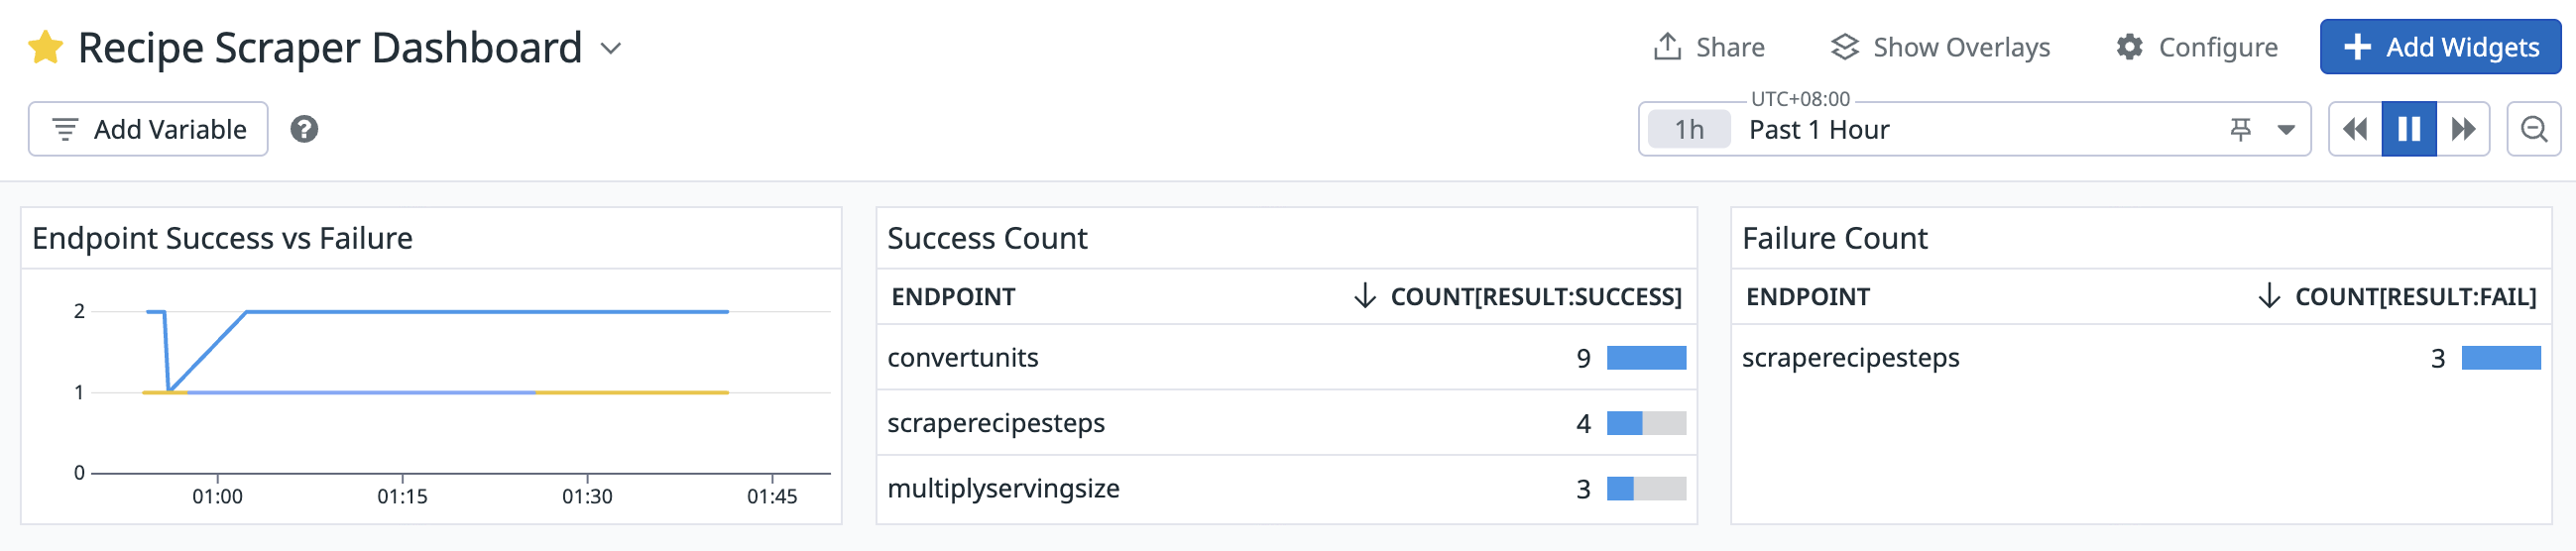 Recipe Scraper Dashboard
Share
Show Overlays
Configure
+ Add Widgets
Add Variable
?
UTC+08:00
1h Past 1 Hour
Endpoint Success vs Failure
2
1
0
01:00 01:15 01:30 01:45
Success Count
ENDPOINT ↓ COUNT[RESULT:SUCCESS]
convertunits 9
scraperecipesteps 4
multiplyservingsize 3
Failure Count
ENDPOINT ↓ COUNT[RESULT:FAIL]
scraperecipesteps 3